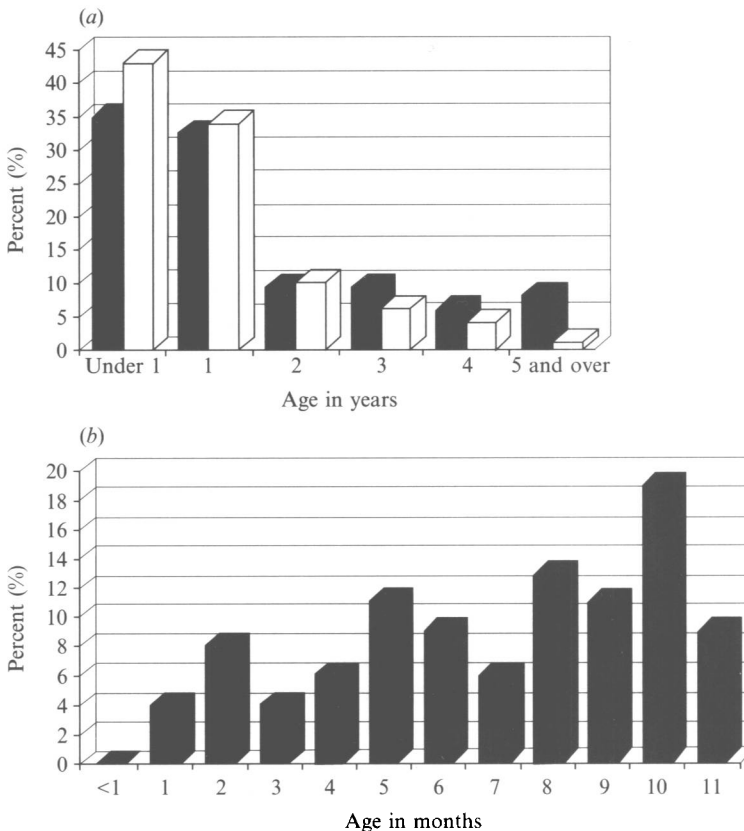 (a)
45
40
35
30
25
20
15
10
5
0
Percent (%)
Under 1 1 2 3 4 5 and over
Age in years
(b)
20
18
16
14
12
10
8
6
4
2
0
Percent (%)
<1 1 2 3 4 5 6 7 8 9 10 11
Age in months